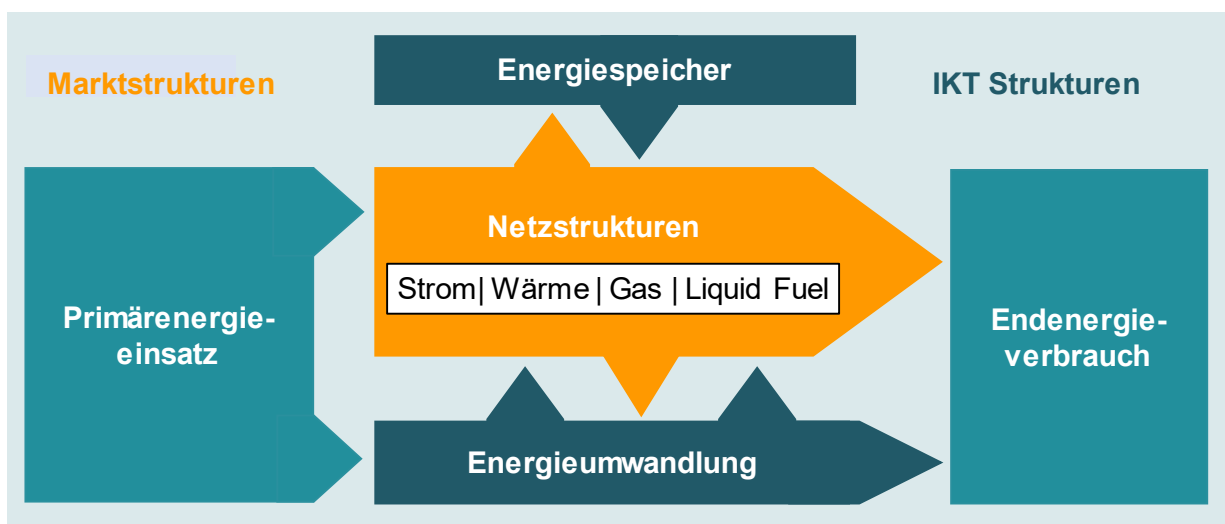 Energiespeicher
Marktstrukturen
IKT Strukturen
Netzstrukturen
Strom| Wärme | Gas | Liquid Fuel
Primärenergie-
einsatz
Endenergie-
verbrauch
Energieumwandlung